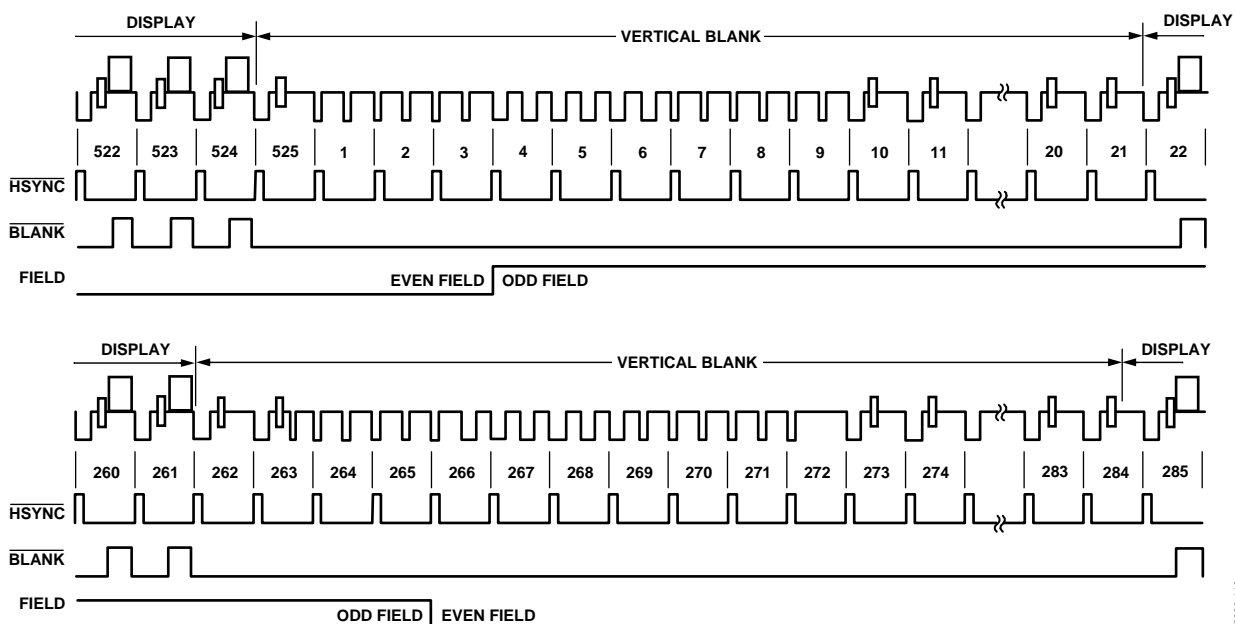 DISPLAY VERTICAL BLANK DISPLAY
522 523 524 525 1 2 3 4 5 6 7 8 9 10 11 20 21 22
HSYNC
BLANK
FIELD EVEN FIELD ODD FIELD
DISPLAY VERTICAL BLANK DISPLAY
260 261 262 263 264 265 266 267 268 269 270 271 272 273 274 283 284 285
HSYNC
BLANK
FIELD ODD FIELD EVEN FIELD